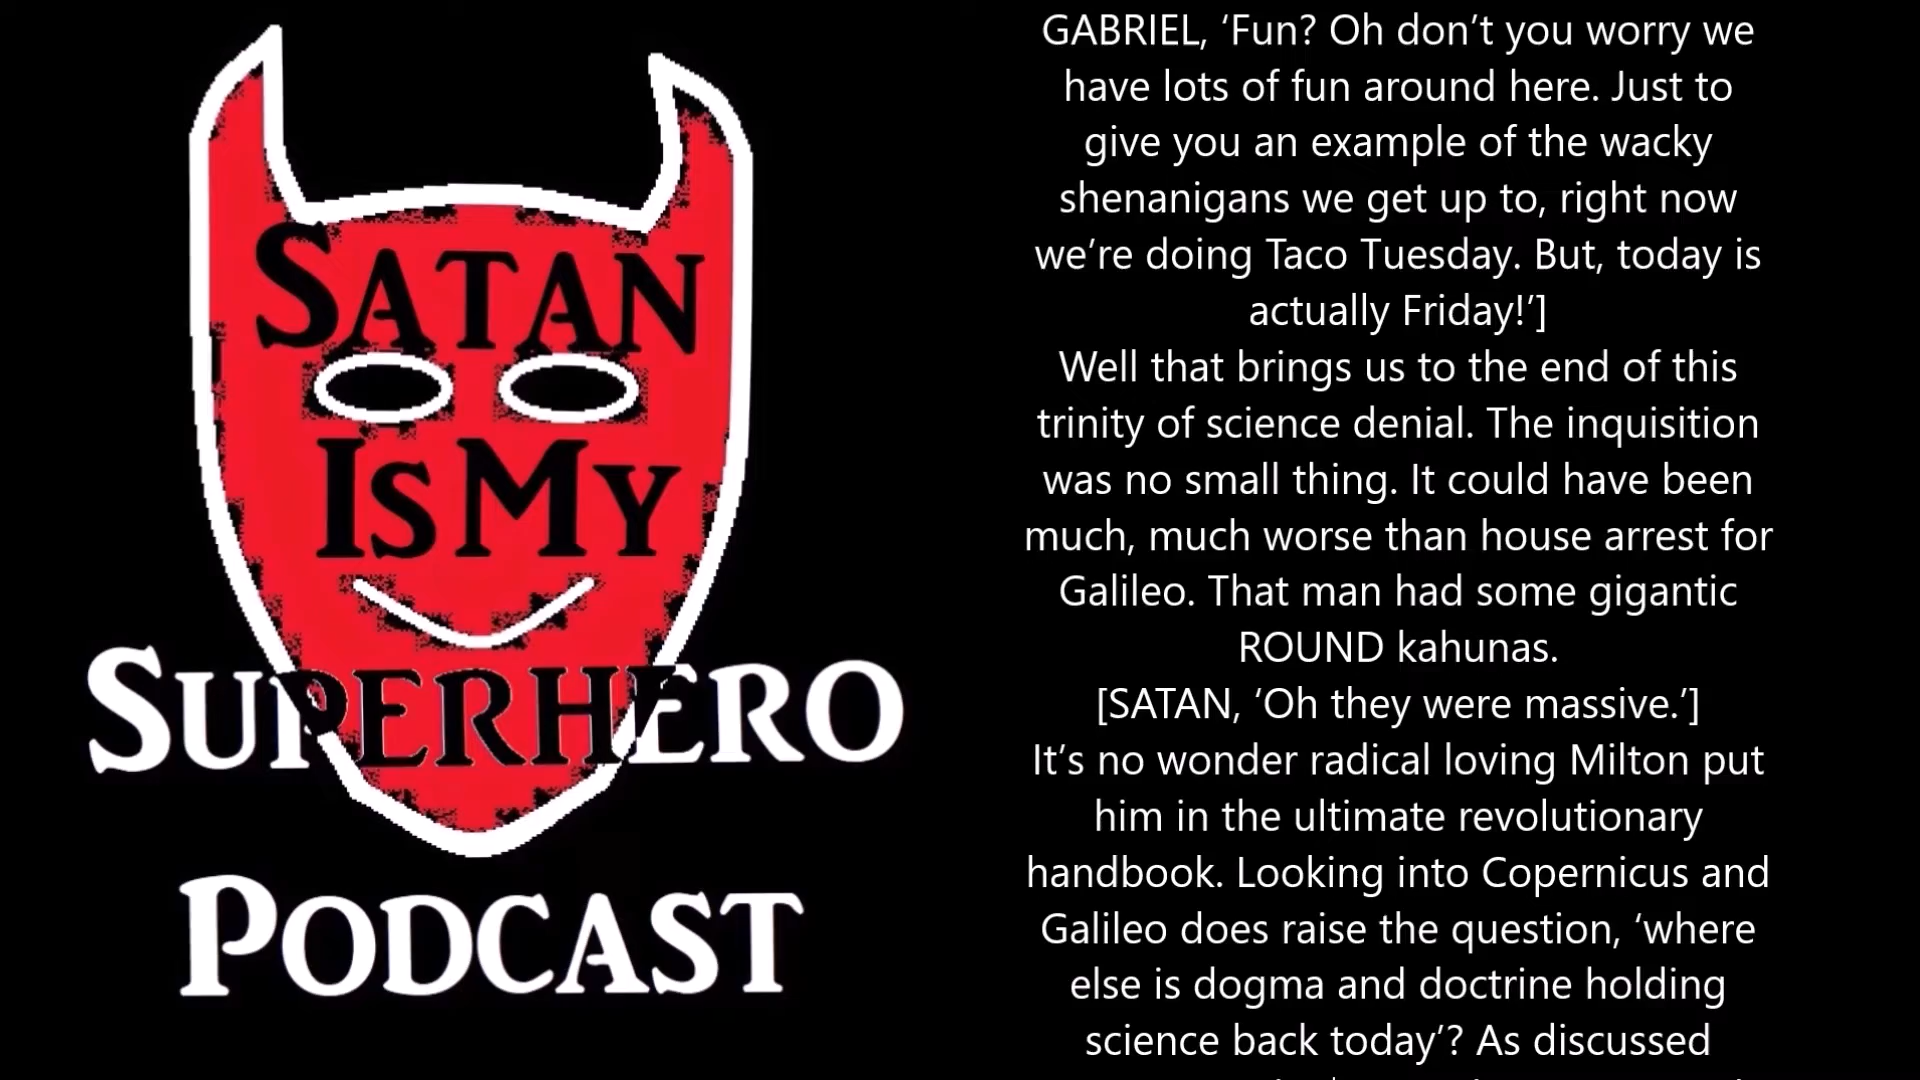 SATAN
IS MY
SUPERHERO
PODCAST
GABRIEL, ‘Fun? Oh don’t you worry we
have lots of fun around here. Just to
give you an example of the wacky
shenanigans we get up to, right now
we’re doing Taco Tuesday. But, today is
actually Friday!’]
Well that brings us to the end of this
trinity of science denial. The inquisition
was no small thing. It could have been
much, much worse than house arrest for
Galileo. That man had some gigantic
ROUND kahunas.
[SATAN, ‘Oh they were massive.’]
It’s no wonder radical loving Milton put
him in the ultimate revolutionary
handbook. Looking into Copernicus and
Galileo does raise the question, ‘where
else is dogma and doctrine holding
science back today’? As discussed